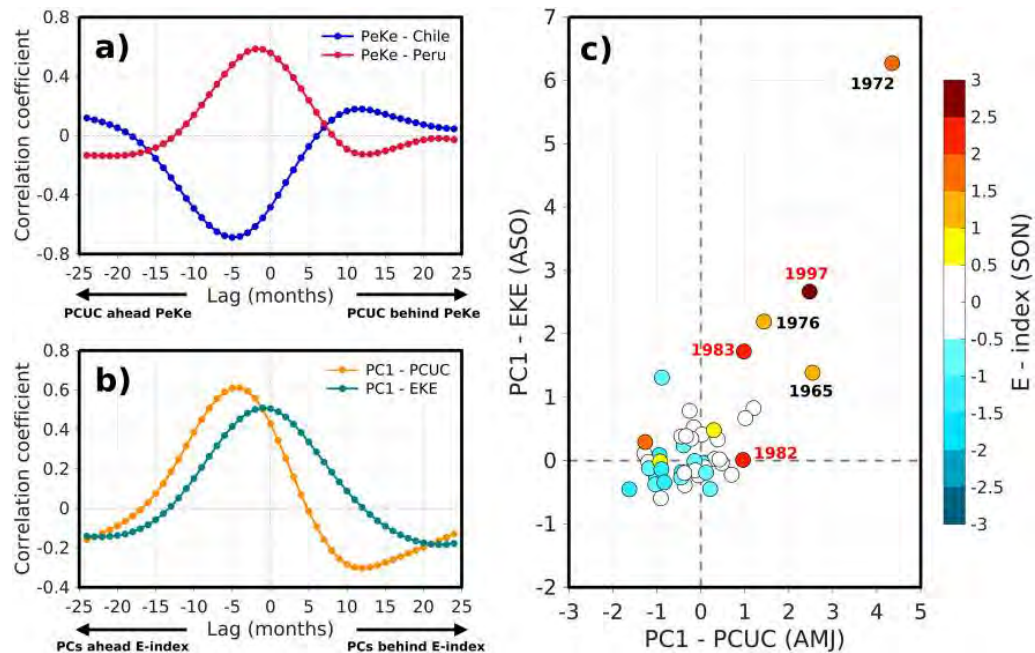 a)
PeKe - Chile
PeKe - Peru
Correlation coefficient
0.8
0.4
0
-0.4
-0.8
-25 -20 -15 -10 -5 0 5 10 15 20 25
Lag (months)
PCUC ahead PeKe
PCUC behind PeKe
b)
PC1 - PCUC
PC1 - EKE
Correlation coefficient
0.8
0.6
0.4
0.2
0
-0.2
-0.4
-25 -20 -15 -10 -5 0 5 10 15 20 25
Lag (months)
PCs ahead E-index
PCs behind E-index
c)
PC1 - EKE (ASO)
7
6
5
4
3
2
1
0
-1
-2
1972
1997
1976
1983
1965
1982
-3 -2 -1 0 1 2 3 4 5
PC1 - PCUC (AMJ)
3
2.5
1.5
1
0.5
0
-0.5
-1
-1.5
-2
-2.5
-3
E - index (SON)